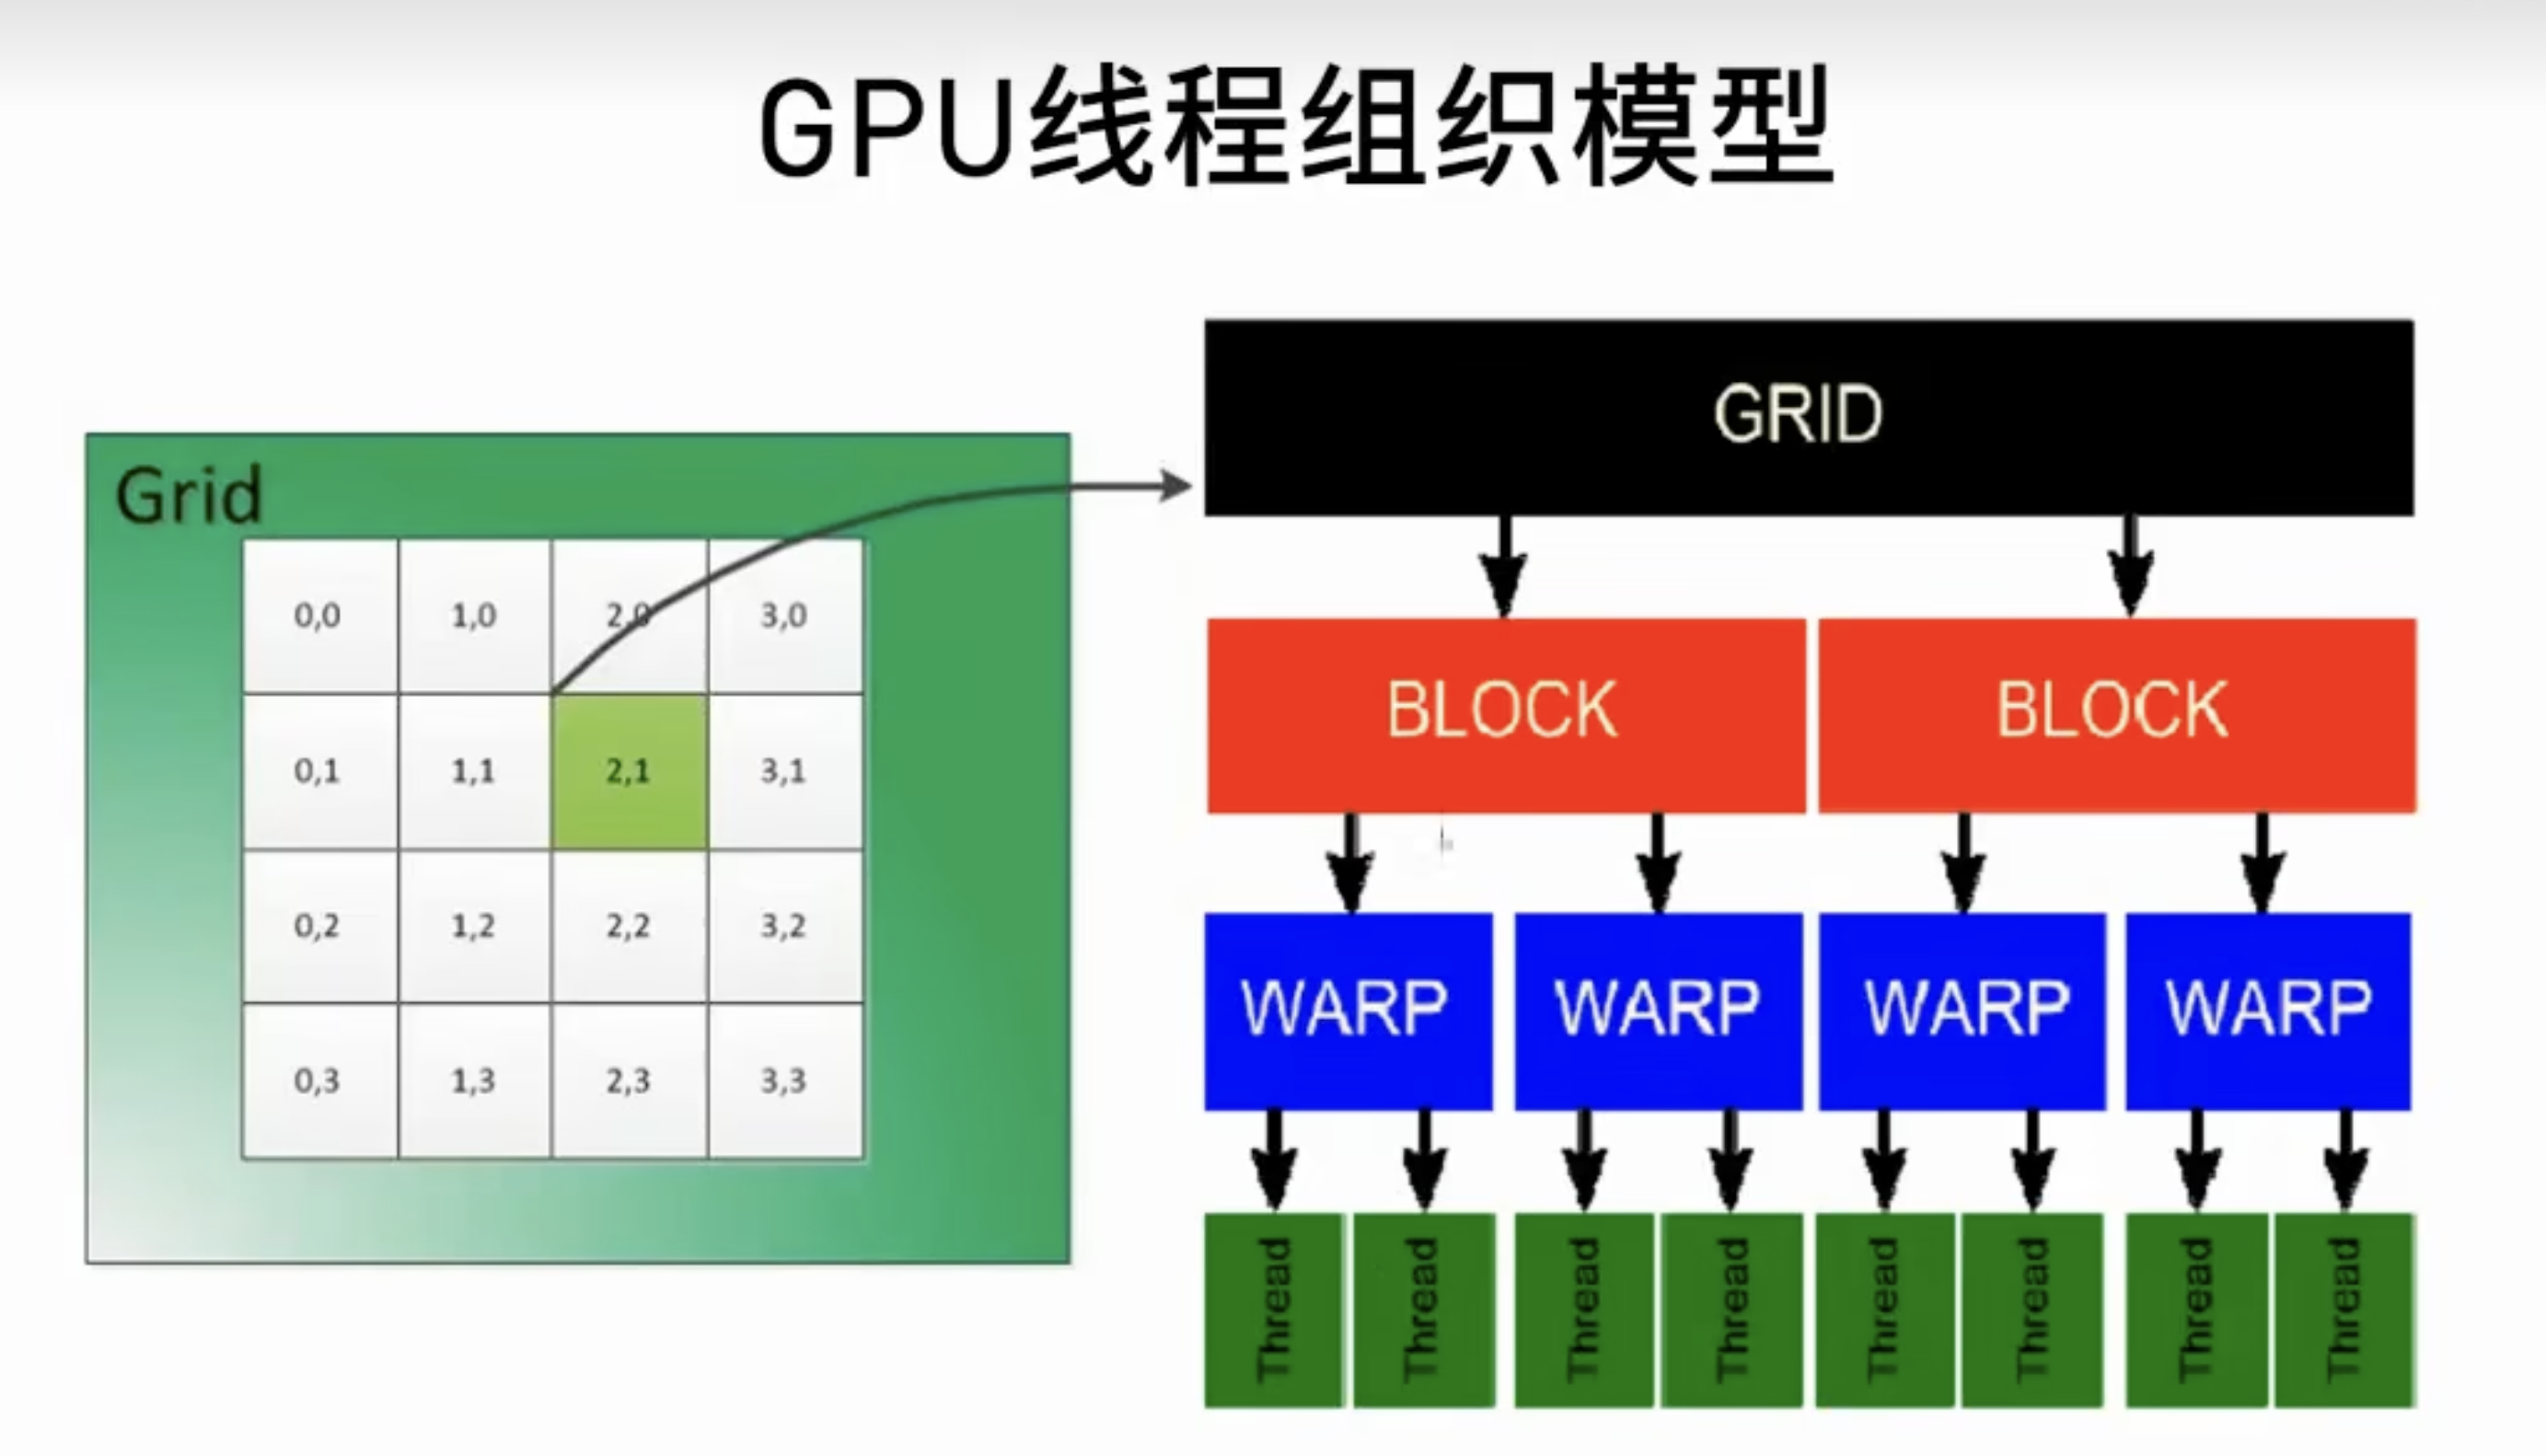 GPU线程组织模型
Grid
0,0 1,0 2,0 3,0
0,1 1,1 2,1 3,1
0,2 1,2 2,2 3,2
0,3 1,3 2,3 3,3
GRID
BLOCK BLOCK
WARP WARP WARP WARP
Thread Thread Thread Thread Thread Thread Thread Thread